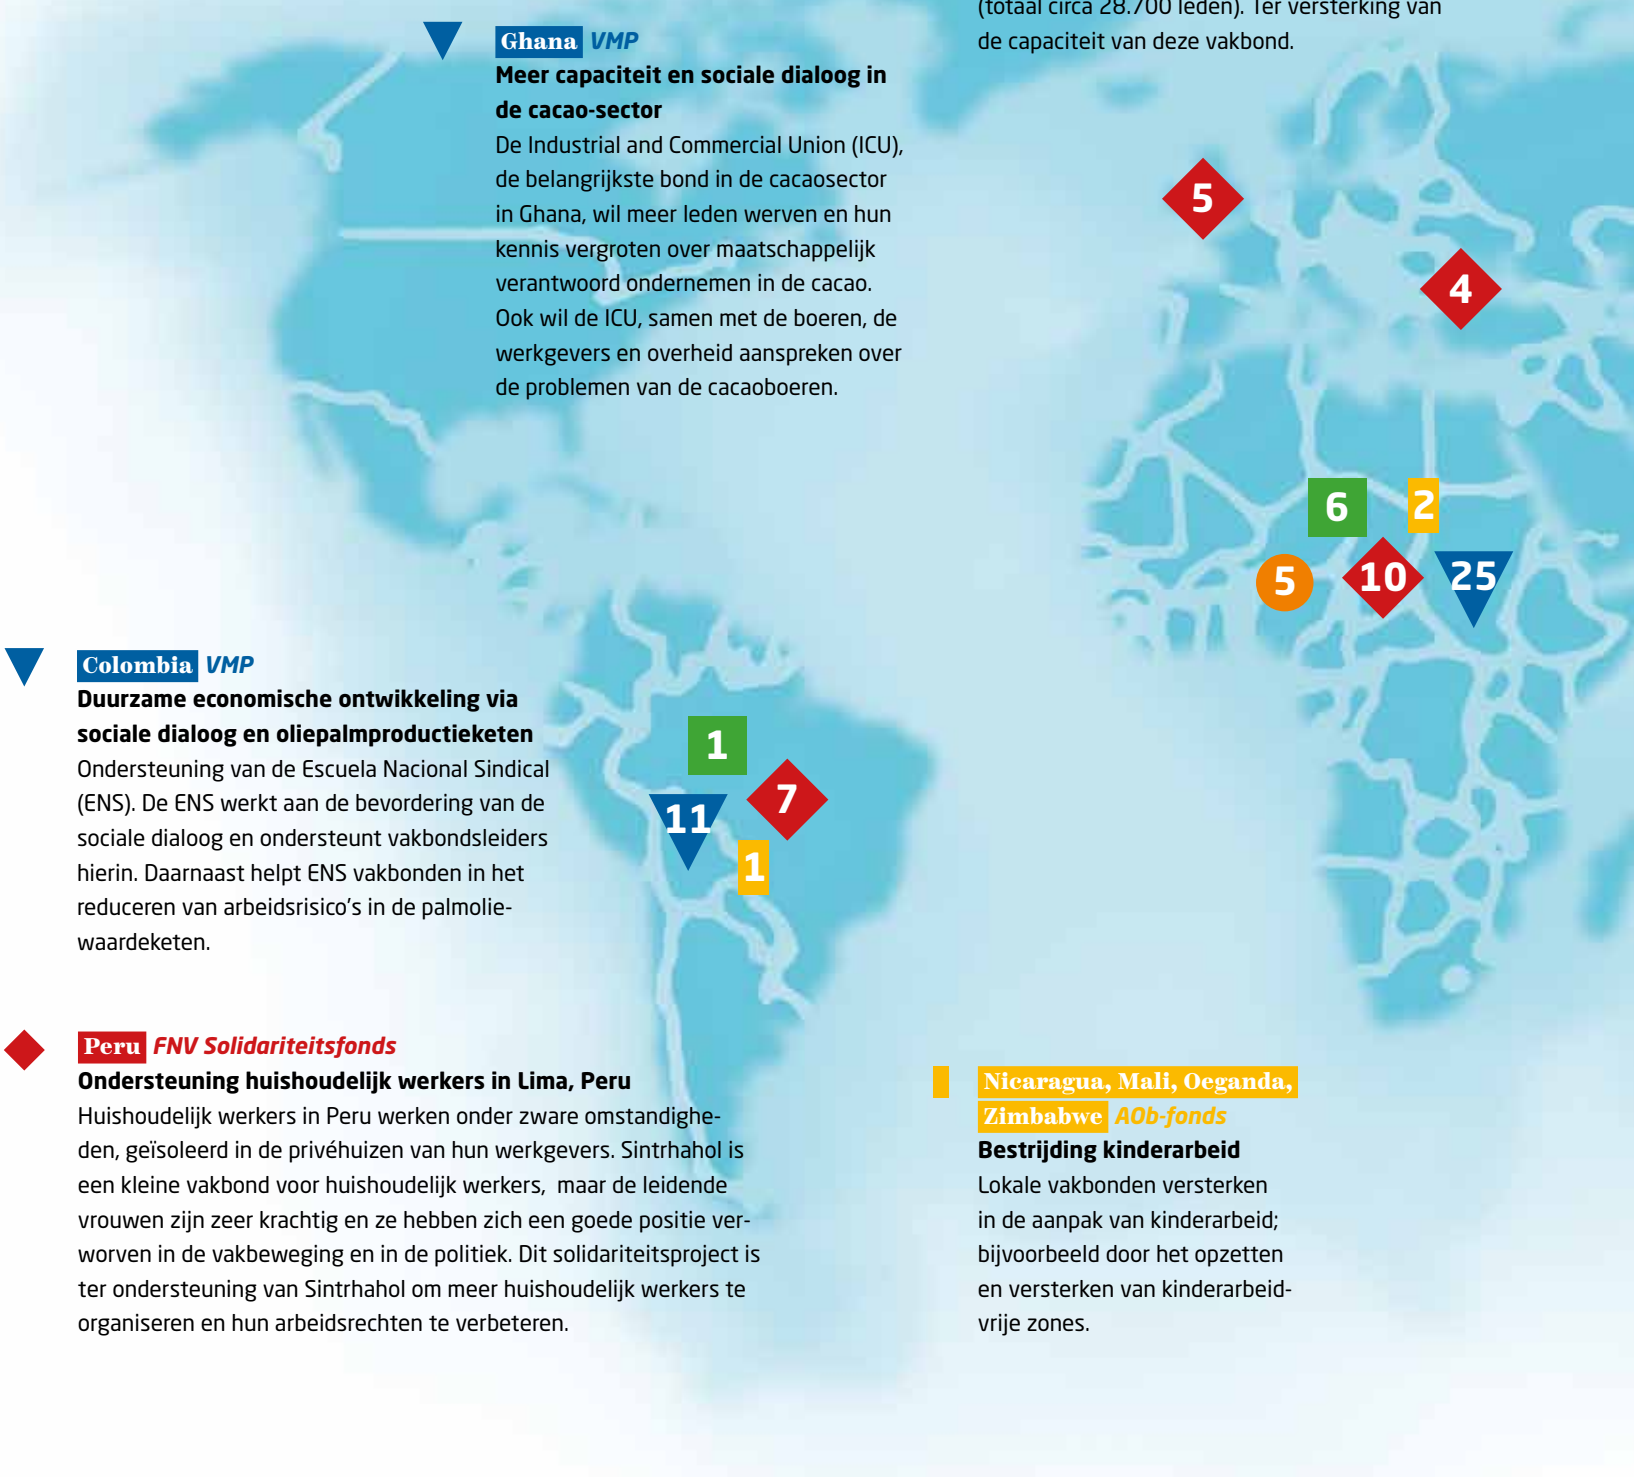 (totaal circa 28.700 leden). Ter versterking van
de capaciteit van deze vakbond.
Ghana VMP
Meer capaciteit en sociale dialoog in
de cacao-sector
De Industrial and Commercial Union (ICU),
de belangrijkste bond in de cacaosector
in Ghana, wil meer leden werven en hun
kennis vergroten over maatschappelijk
verantwoord ondernemen in de cacao.
Ook wil de ICU, samen met de boeren, de
werkgevers en overheid aanspreken over
de problemen van de cacaoboeren.
5
4
6
2
5
10
25
Colombia VMP
Duurzame economische ontwikkeling via
sociale dialoog en oliepalmproductieketen
Ondersteuning van de Escuela Nacional Sindical
(ENS). De ENS werkt aan de bevordering van de
sociale dialoog en ondersteunt vakbondsleiders
hierin. Daarnaast helpt ENS vakbonden in het
reduceren van arbeidsrisico's in de palmolie-
waardeketen.
1
7
11
1
Peru FNV Solidariteitsfonds
Ondersteuning huishoudelijk werkers in Lima, Peru
Huishoudelijk werkers in Peru werken onder zware omstandighe-
den, geïsoleerd in de privéhuizen van hun werkgevers. Sintrhahol is
een kleine vakbond voor huishoudelijk werkers, maar de leidende
vrouwen zijn zeer krachtig en ze hebben zich een goede positie ver-
worven in de vakbeweging en in de politiek. Dit solidariteitsproject is
ter ondersteuning van Sintrhahol om meer huishoudelijk werkers te
organiseren en hun arbeidsrechten te verbeteren.
Nicaragua, Mali, Oeganda,
Zimbabwe AOb-fonds
Bestrijding kinderarbeid
Lokale vakbonden versterken
in de aanpak van kinderarbeid;
bijvoorbeeld door het opzetten
en versterken van kinderarbeid-
vrije zones.